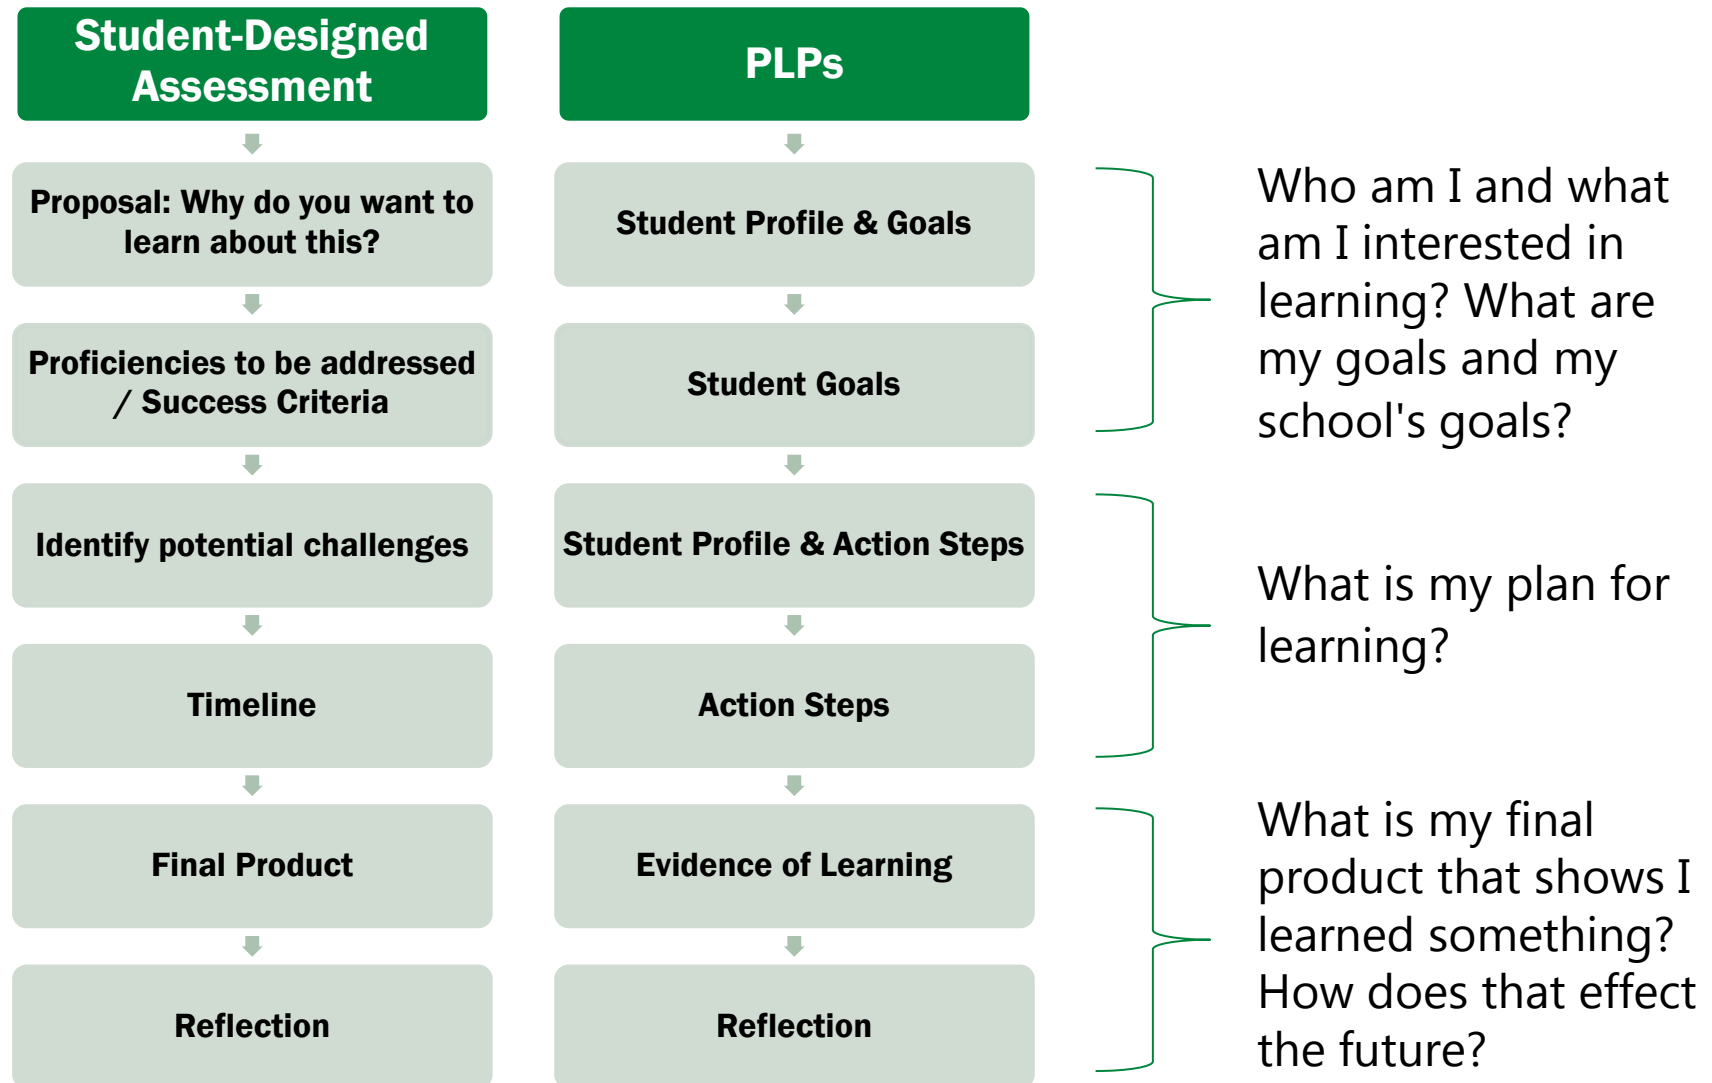 Student-Designed
Assessment
Proposal: Why do you want to
learn about this?
Proficiencies to be addressed
/ Success Criteria
Identify potential challenges
Timeline
Final Product
Reflection
PLPs
Student Profile & Goals
Student Goals
Student Profile & Action Steps
Action Steps
Evidence of Learning
Reflection
Who am I and what
am I interested in
learning? What are
my goals and my
school's goals?
What is my plan for
learning?
What is my final
product that shows I
learned something?
How does that effect
the future?